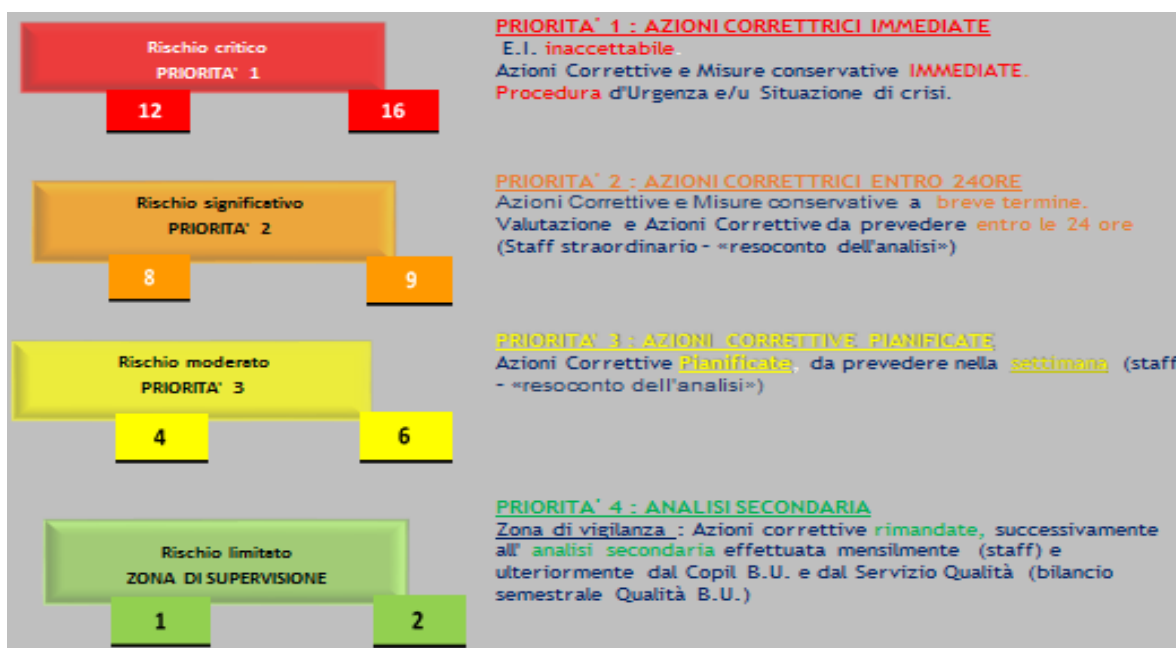 Rischio critico
PRIORITA' 1
12
16
PRIORITA' 1 : AZIONI CORRETTRICI IMMEDIATE
E.I. inaccettabile.
Azioni Correttive e Misure conservative IMMEDIATE.
Procedura d'Urgenza e/u Situazione di crisi.
Rischio significativo
PRIORITA' 2
8
9
PRIORITA' 2 : AZIONI CORRETTRICI ENTRO 24ORE
Azioni Correttive e Misure conservative a breve termine.
Valutazione e Azioni Correttive da prevedere entro le 24 ore
(Staff straordinario - «resoconto dell'analisi»)
Rischio moderato
PRIORITA' 3
4
6
PRIORITA' 3 : AZIONI CORRETTIVE PIANIFICATE
Azioni Correttive Pianificate, da prevedere nella settimana (staff
- «resoconto dell'analisi»)
Rischio limitato
ZONA DI SUPERVISIONE
1
2
PRIORITA' 4 : ANALISI SECONDARIA
Zona di vigilanza : Azioni correttive rimandate, successivamente
all' analisi secondaria effettuata mensilmente (staff) e
ulteriormente dal Copil B.U. e dal Servizio Qualità (bilancio
semestrale Qualità B.U.)